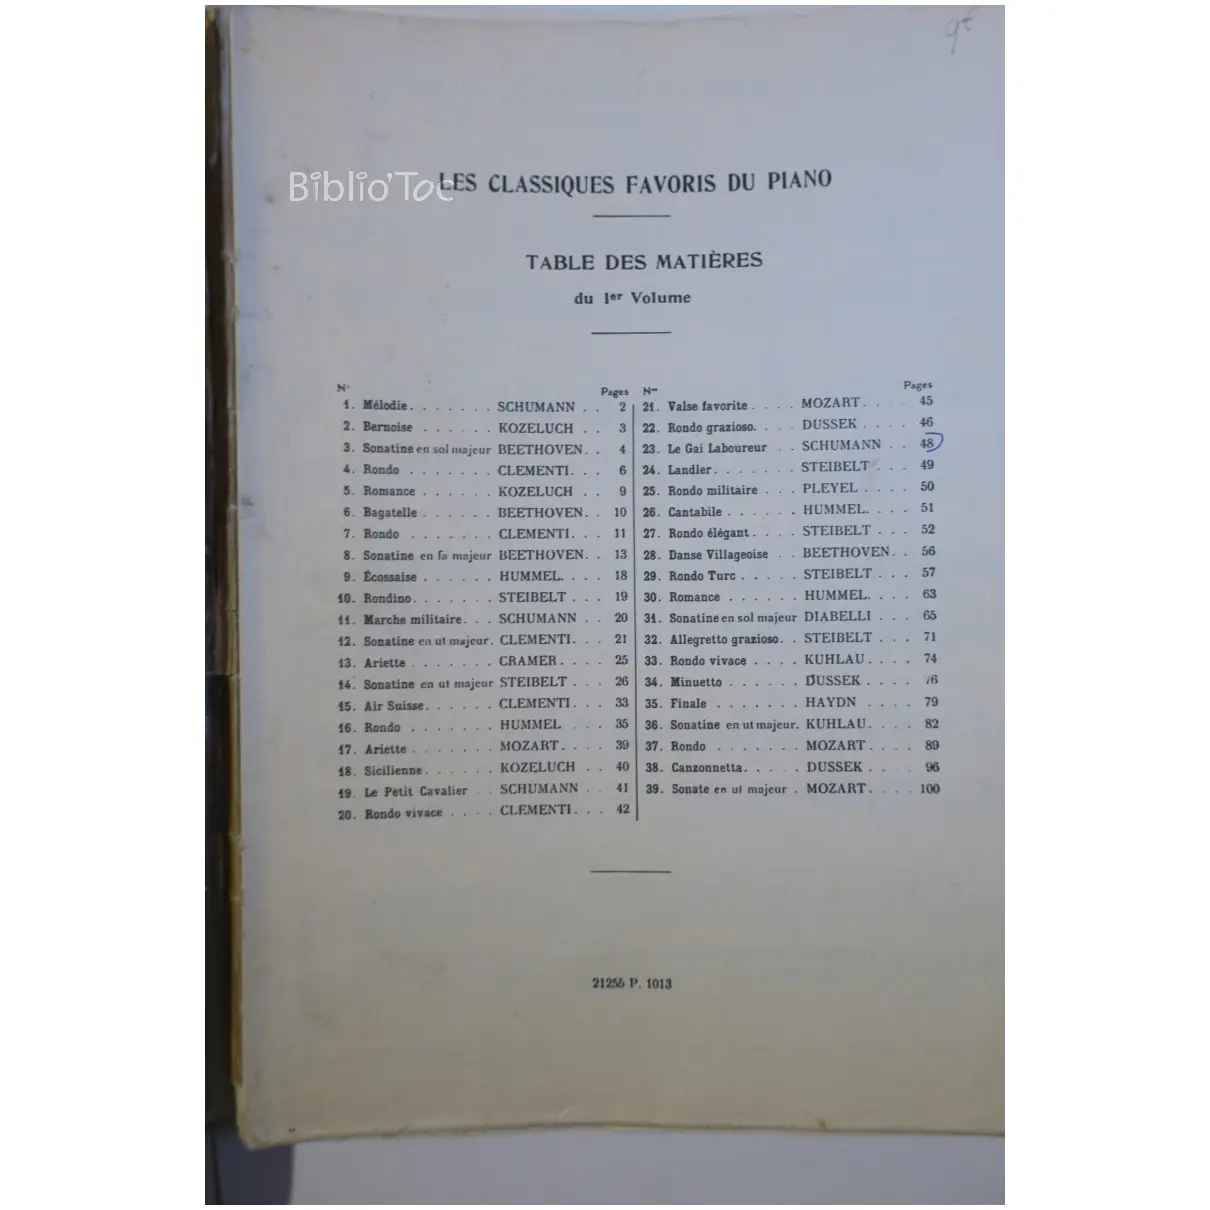 9t
Biblio'Toc
LES CLASSIQUES FAVORIS DU PIANO
TABLE DES MATIÈRES
du 1er Volume
Nos Pages
1. Mélodie. . . . . . . SCHUMANN . . 2
2. Bernoise . . . . . . KOZELUCH . . 3
3. Sonatine en sol majeur BEETHOVEN. . 4
4. Rondo . . . . . . CLEMENTI. . . 6
5. Romance . . . . . . KOZELUCH . . 9
6. Bagatelle . . . . . . BEETHOVEN. . 10
7. Rondo . . . . . . CLEMENTI. . . 11
8. Sonatine en fa majeur BEETHOVEN. . 13
9. Écossaise . . . . . . HUMMEL. . . . 18
10. Rondino. . . . . . . STEIBELT . . . 19
11. Marche militaire. . . SCHUMANN . . 20
12. Sonatine en ut majeur. CLEMENTI. . . 21
13. Ariette . . . . . . . CRAMER. . . . 25
14. Sonatine en ut majeur STEIBELT . . . 26
15. Air Suisse. . . . . . CLEMENTI. . . 33
16. Rondo . . . . . . HUMMEL . . . 35
17. Ariette . . . . . . . MOZART. . . . 39
18. Sicilienne. . . . . . KOZELUCH . . 40
19. Le Petit Cavalier . . SCHUMANN . . 41
20. Rondo vivace . . . . CLEMENTI. . . 42
Nos Pages
21. Valse favorite . . . . MOZART. . . . 45
22. Rondo grazioso. . . . DUSSEK . . . . 46
23. Le Gai Laboureur . . SCHUMANN . . 48
24. Landler. . . . . . . STEIBELT . . . 49
25. Rondo militaire . . . PLEYEL . . . . 50
26. Cantabile . . . . . . HUMMEL. . . . 51
27. Rondo élégant. . . . STEIBELT . . . 52
28. Danse Villageoise . . BEETHOVEN. . 56
29. Rondo Turc . . . . . STEIBELT . . . 57
30. Romance . . . . . . HUMMEL. . . . 63
31. Sonatine en sol majeur DIABELLI . . . 65
32. Allegretto grazioso. . STEIBELT . . . 71
33. Rondo vivace . . . . KUHLAU. . . . 74
34. Minuetto . . . . . . DUSSEK . . . . 76
35. Finale . . . . . . . HAYDN . . . . 79
36. Sonatine en ut majeur. KUHLAU. . . . 82
37. Rondo . . . . . . . MOZART. . . . 89
38. Canzonnetta. . . . . DUSSEK . . . . 96
39. Sonate en ut majeur . MOZART. . . . 100
21255 P. 1013